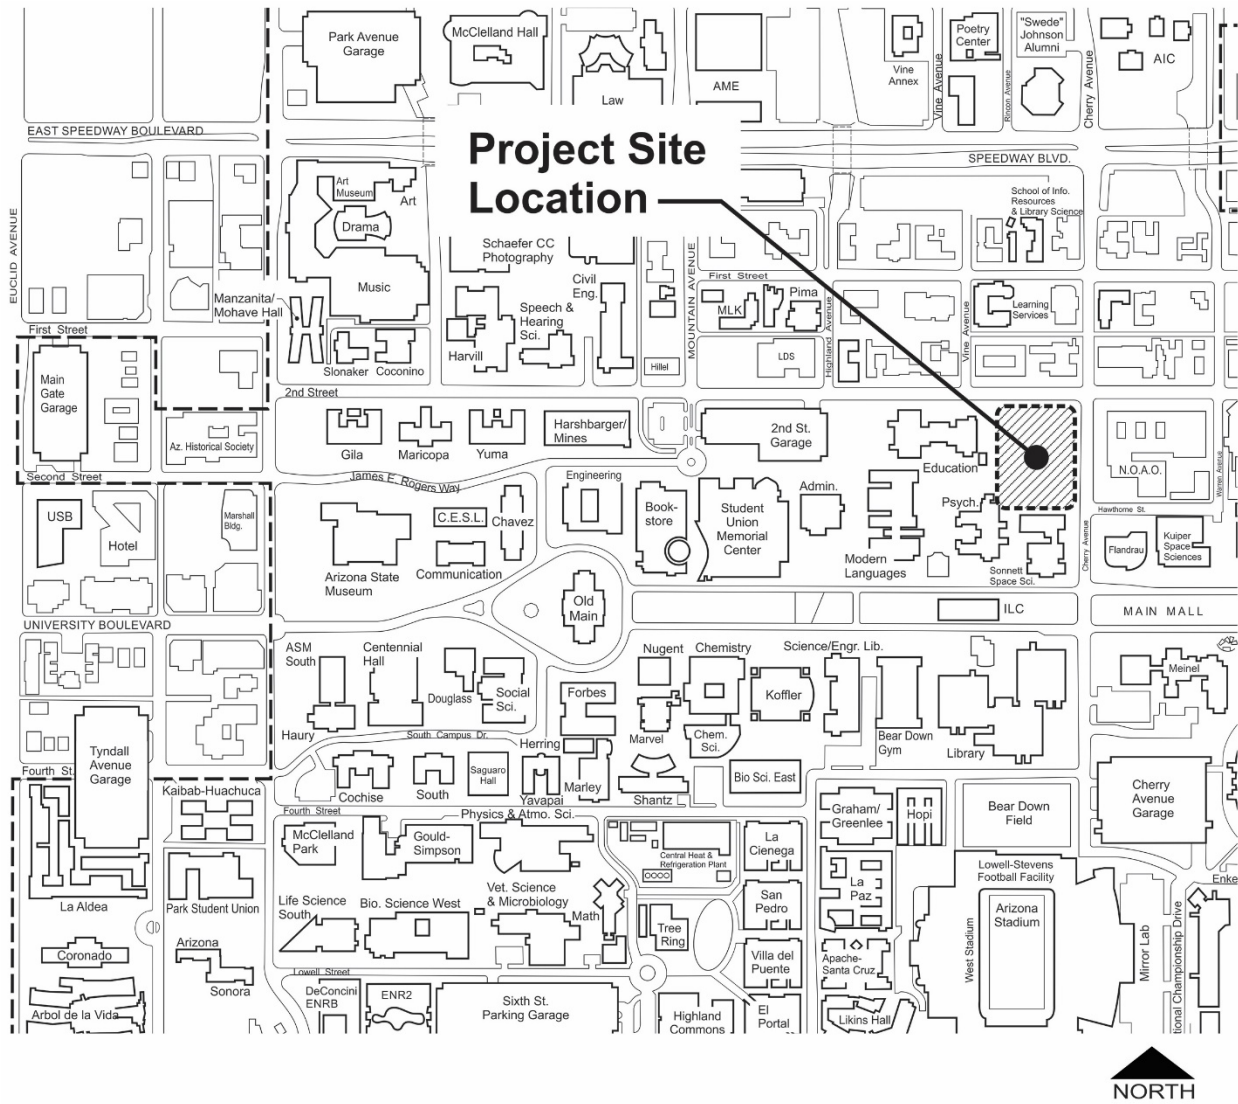 Park Avenue
Garage
McClelland Hall
Law
AME
Vine
Annex
Vine Avenue
Poetry
Center
"Swede"
Johnson
Alumni
Rincon Avenue
Cherry Avenue
AIC
EAST SPEEDWAY BOULEVARD
SPEEDWAY BLVD.
Project Site
Location
EUCLID AVENUE
Art
Museum
Art
Drama
Music
Manzanita/
Mohave Hall
Schaefer CC
Photography
Civil
Eng.
Speech &
Hearing
Sci.
Harvill
Slonaker
Coconino
MOUNTAIN AVENUE
First Street
MLK
Pima
Hillel
LDS
Highland Avenue
Vine Avenue
School of Info.
Resources
& Library Science
Learning
Services
First Street
Main
Gate
Garage
2nd Street
Az. Historical Society
Second Street
Gila
Maricopa
Yuma
Harshbarger/
Mines
2nd St.
Garage
Education
N.O.A.O.
Warren Avenue
Hawthorne St.
James E. Rogers Way
Engineering
USB
Hotel
Marshall
Bldg.
Arizona State
Museum
C.E.S.L.
Chavez
Communication
Book-
store
Student
Union
Memorial
Center
Admin.
Modern
Languages
Psych.
Sonnett
Space Sci.
Cherry Avenue
Flandrau
Kuiper
Space
Sciences
Old
Main
ILC
MAIN MALL
UNIVERSITY BOULEVARD
ASM
South
Centennial
Hall
Douglass
Social
Sci.
Haury
South Campus Dr.
Forbes
Nugent
Chemistry
Marvel
Chem.
Sci.
Koffler
Science/Engr. Lib.
Bear Down
Gym
Library
Meinel
Tyndall
Avenue
Garage
Fourth St.
Kaibab-Huachuca
Cochise
South
Saguaro
Hall
Herring
Yavapai
Marley
Shantz
Bio Sci. East
Graham/
Greenlee
Hopi
Bear Down
Field
Cherry
Avenue
Garage
Fourth Street
McClelland
Park
Gould-
Simpson
Physics & Atmo. Sci.
Central Heat &
Refrigeration Plant
La
Cienega
La
Paz
Lowell-Stevens
Football Facility
Enke
La Aldea
Park Student Union
Life Science
South
Bio. Science West
Vet. Science
& Microbiology
Math
Tree
Ring
San
Pedro
Arizona
Stadium
West Stadium
Mirror Lab
tional Championship Drive
Coronado
Arizona
Sonora
Arbol de la Vida
Lowell Street
DeConcini
ENRB
ENR2
Sixth St.
Parking Garage
Highland
Commons
Villa del
Puente
El
Portal
Apache-
Santa Cruz
Likins Hall
NORTH